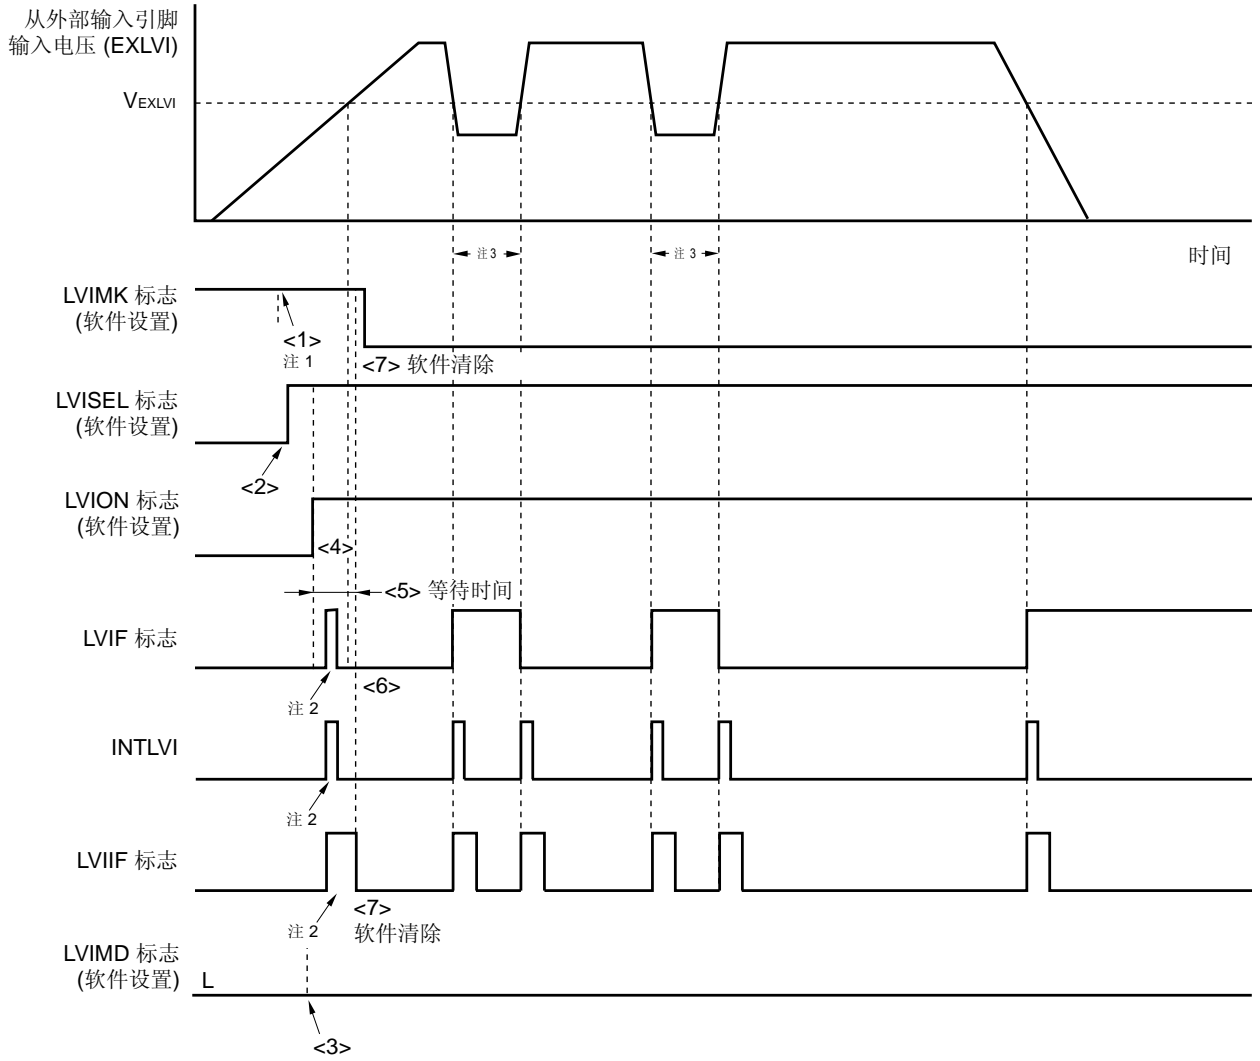 从外部输入引脚
输入电压 (EXLVI)
VEXLVI
注 3
注 3
时间
LVIMK 标志
(软件设置)
<1>
注 1
<7> 软件清除
LVISEL 标志
(软件设置)
<2>
LVION 标志
(软件设置)
<4>
<5> 等待时间
LVIF 标志
<6>
注 2
INTLVI
注 2
LVIIF 标志
<7>
软件清除
注 2
LVIMD 标志
(软件设置)
L
<3>